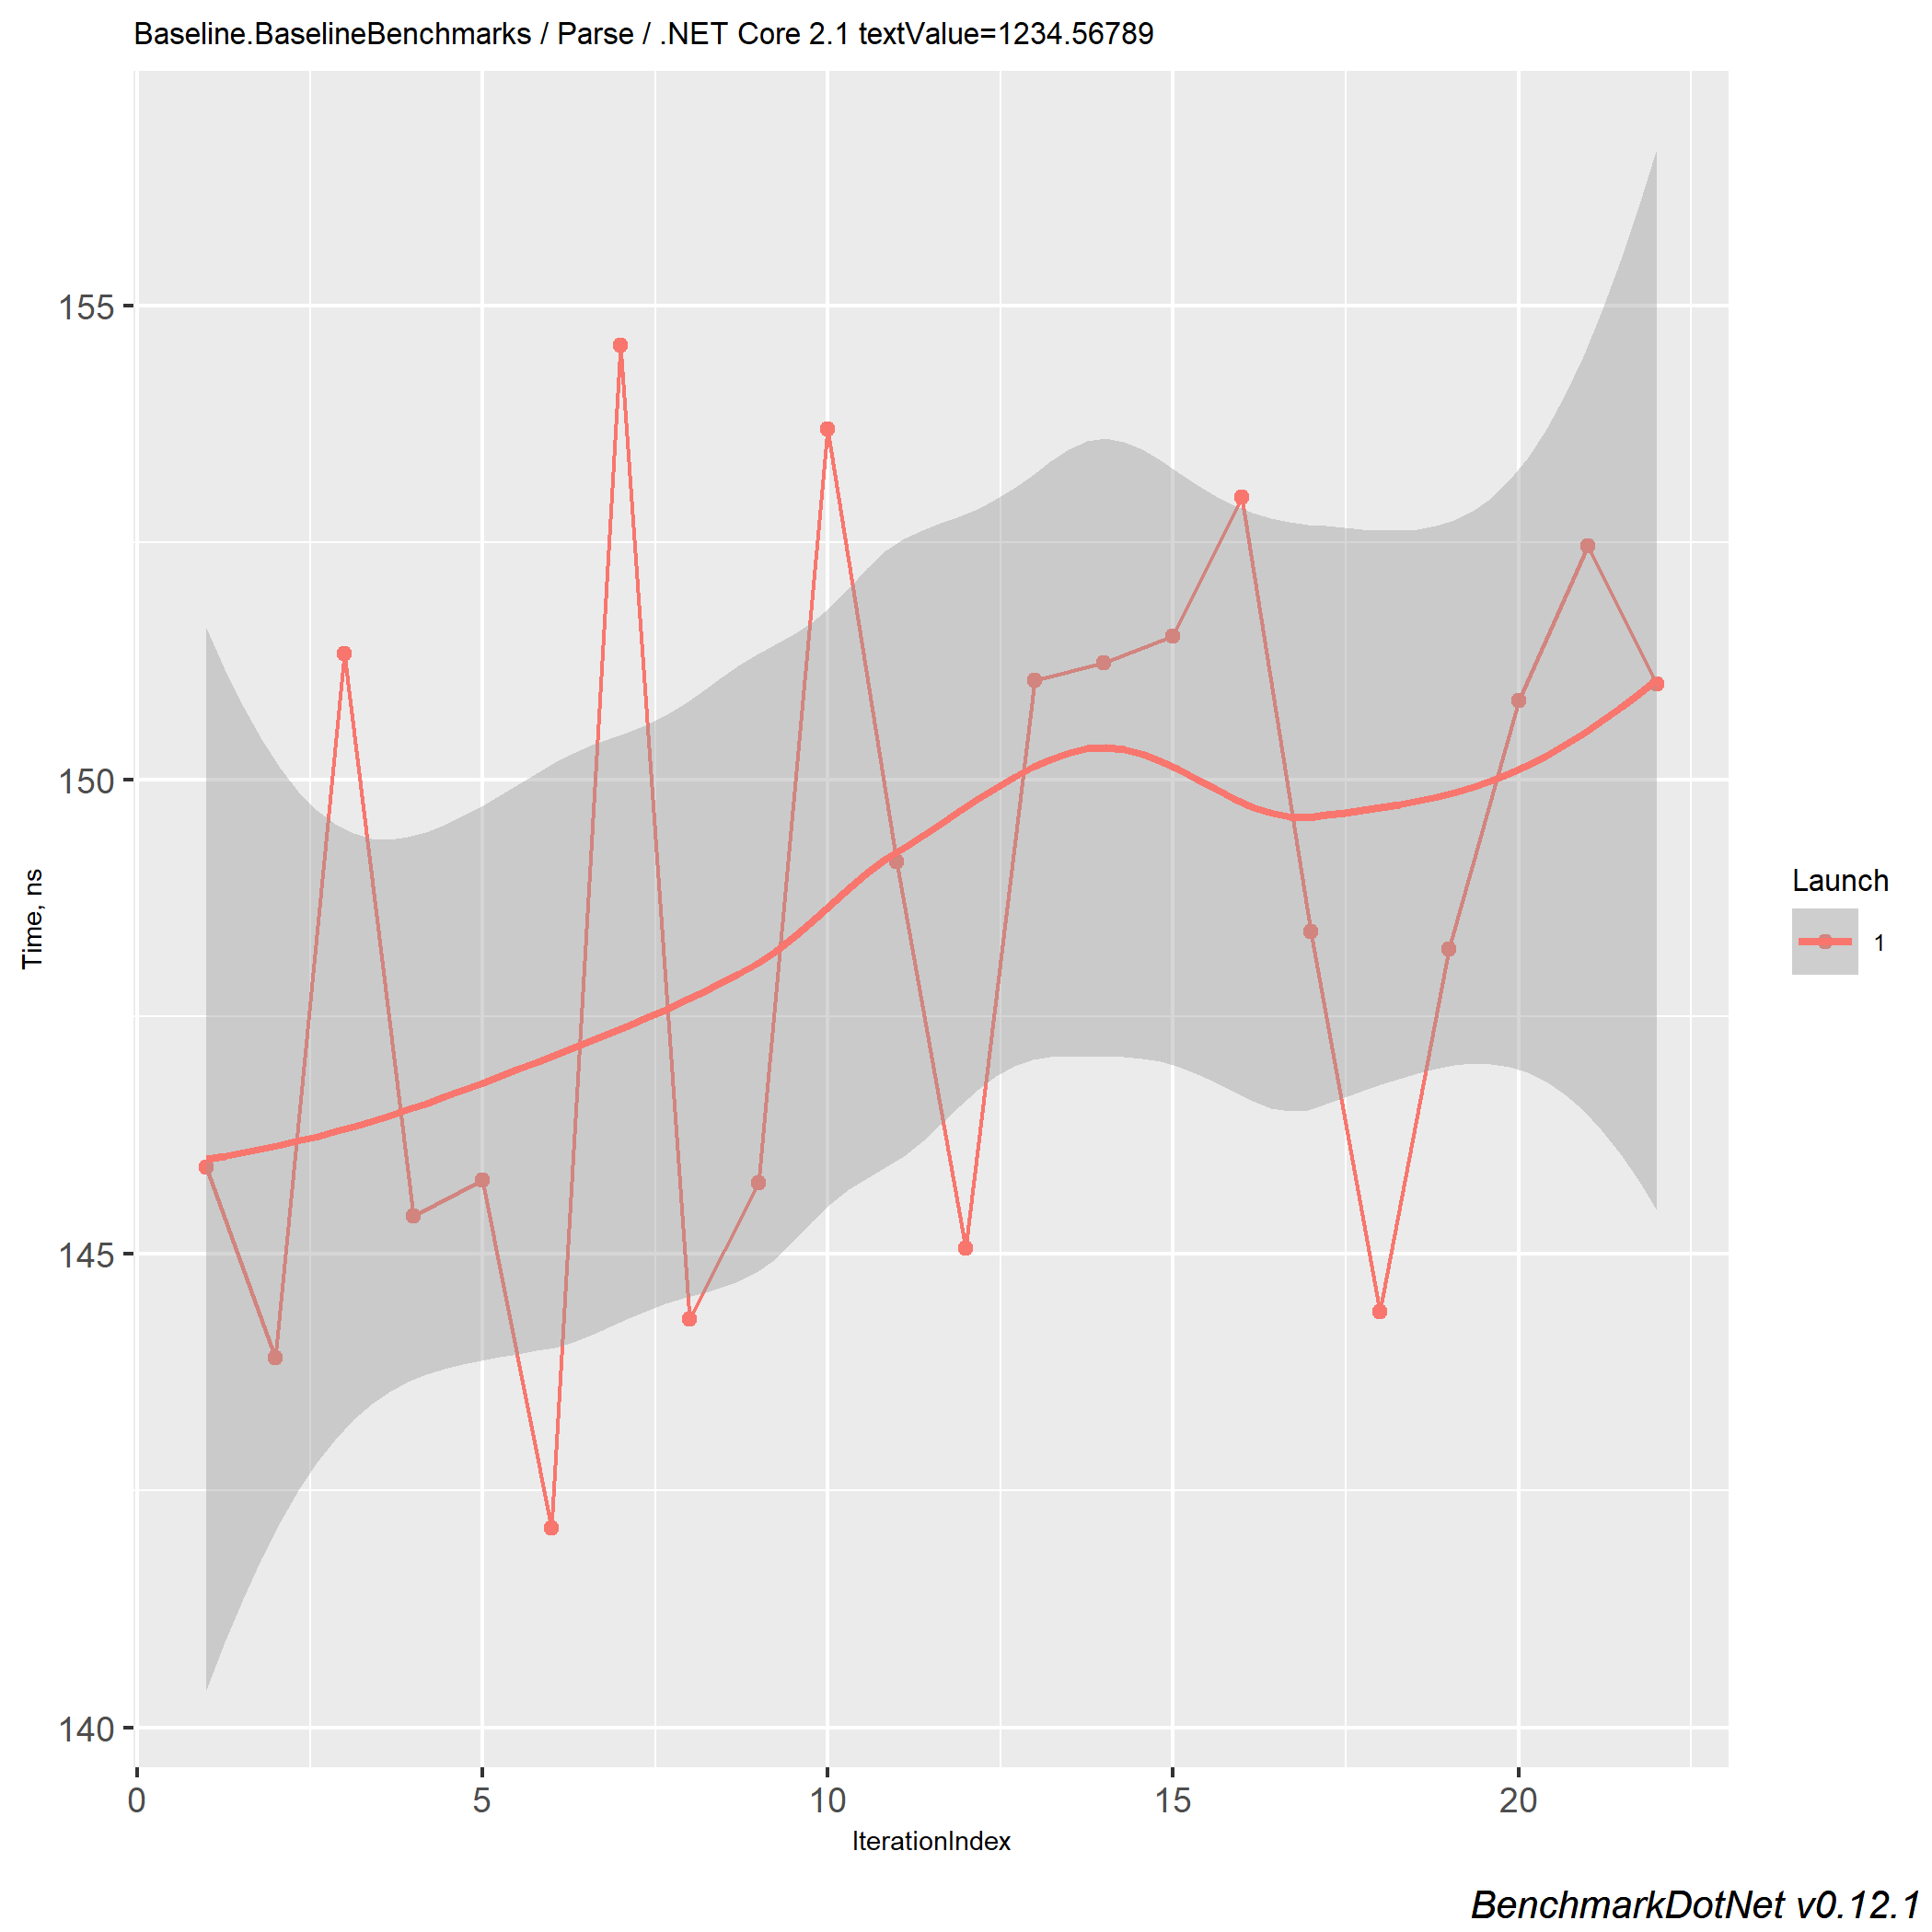 Baseline.BaselineBenchmarks / Parse / .NET Core 2.1 textValue=1234.56789
155
150
145
140
Time, ns
0 5 10 15 20
IterationIndex
Launch
1
BenchmarkDotNet v0.12.1